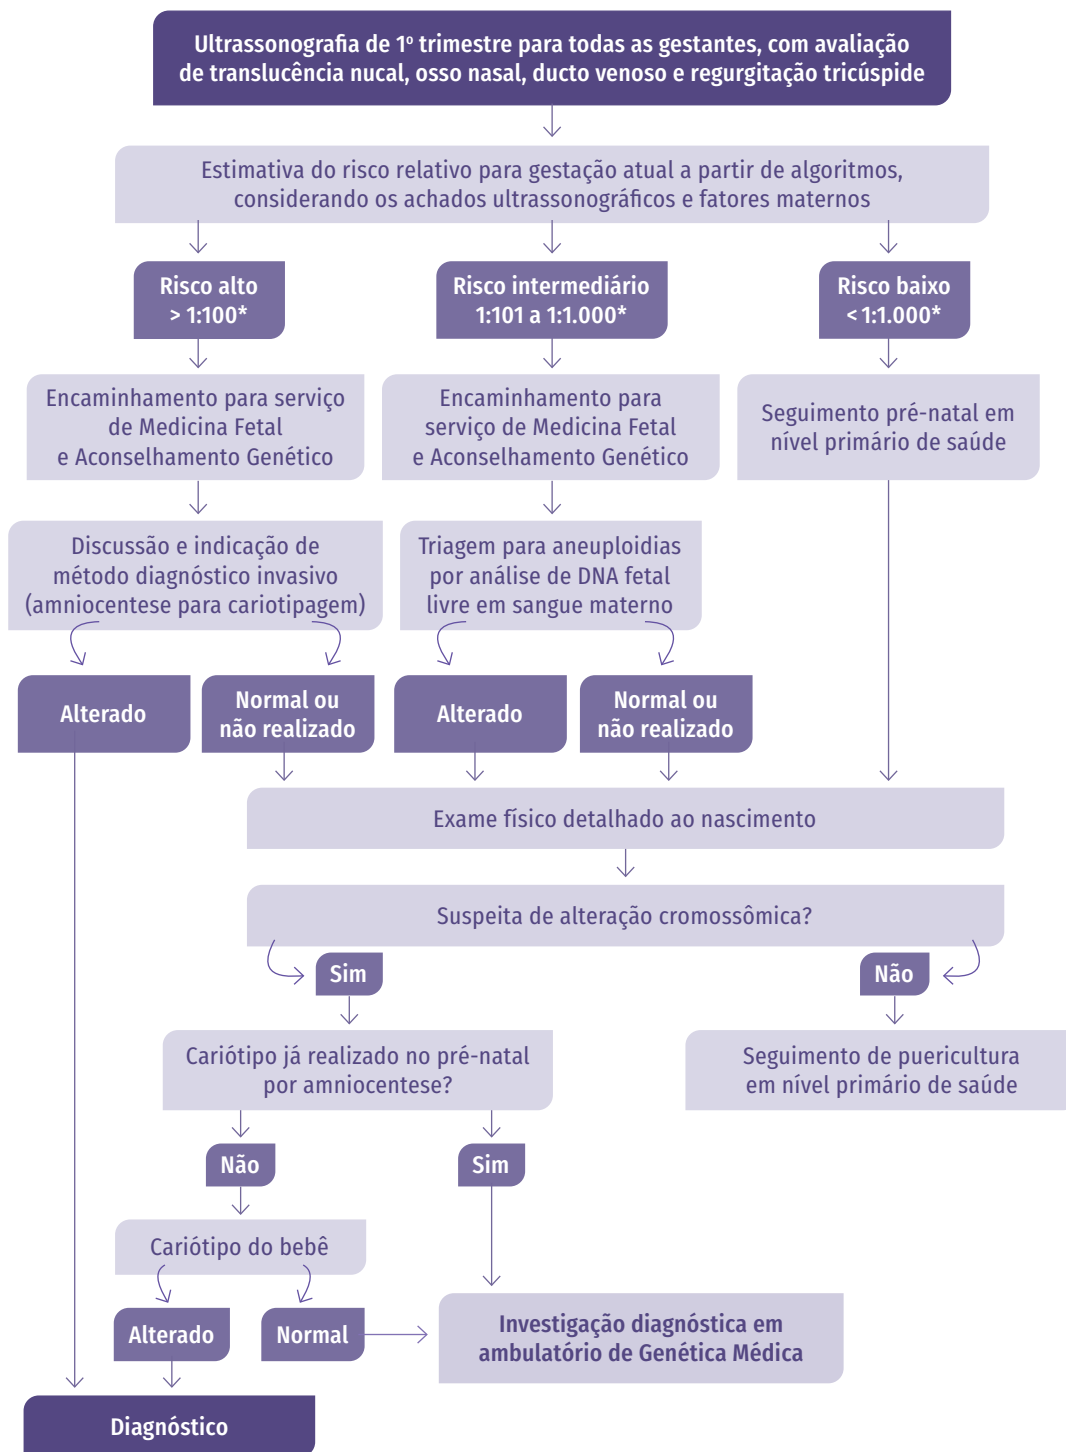 Ultrassonografia de 1º trimestre para todas as gestantes, com avaliação
de translucência nucal, osso nasal, ducto venoso e regurgitação tricúspide
Estimativa do risco relativo para gestação atual a partir de algoritmos,
considerando os achados ultrassonográficos e fatores maternos
Risco alto
> 1:100*
Risco intermediário
1:101 a 1:1.000*
Risco baixo
< 1:1.000*
Encaminhamento para serviço
de Medicina Fetal
e Aconselhamento Genético
Encaminhamento para
serviço de Medicina Fetal
e Aconselhamento Genético
Seguimento pré-natal em
nível primário de saúde
Discussão e indicação de
método diagnóstico invasivo
(amniocentese para cariotipagem)
Triagem para aneuploidias
por análise de DNA fetal
livre em sangue materno
Alterado
Normal ou
não realizado
Alterado
Normal ou
não realizado
Exame físico detalhado ao nascimento
Suspeita de alteração cromossômica?
Sim
Não
Cariótipo já realizado no pré-natal
por amniocentese?
Seguimento de puericultura
em nível primário de saúde
Não
Sim
Cariótipo do bebê
Alterado
Normal
Investigação diagnóstica em
ambulatório de Genética Médica
Diagnóstico